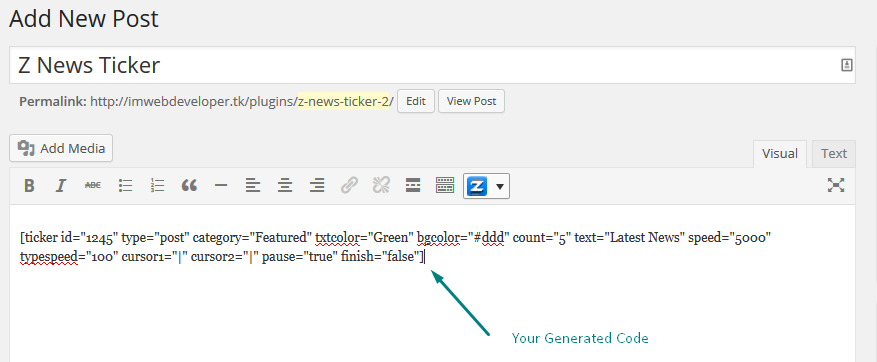 Add New Post
Z News Ticker
Permalink: http://imwebdeveloper.tk/plugins/z-news-ticker-2/ Edit View Post
Add Media
Visual Text
B I ABC Z
[ticker id="1245" type="post" category="Featured" txtcolor="Green" bgcolor="#ddd" count="5" text="Latest News" speed="5000"
typespeed="100" cursor1="|" cursor2="|" pause="true" finish="false"]
Your Generated Code